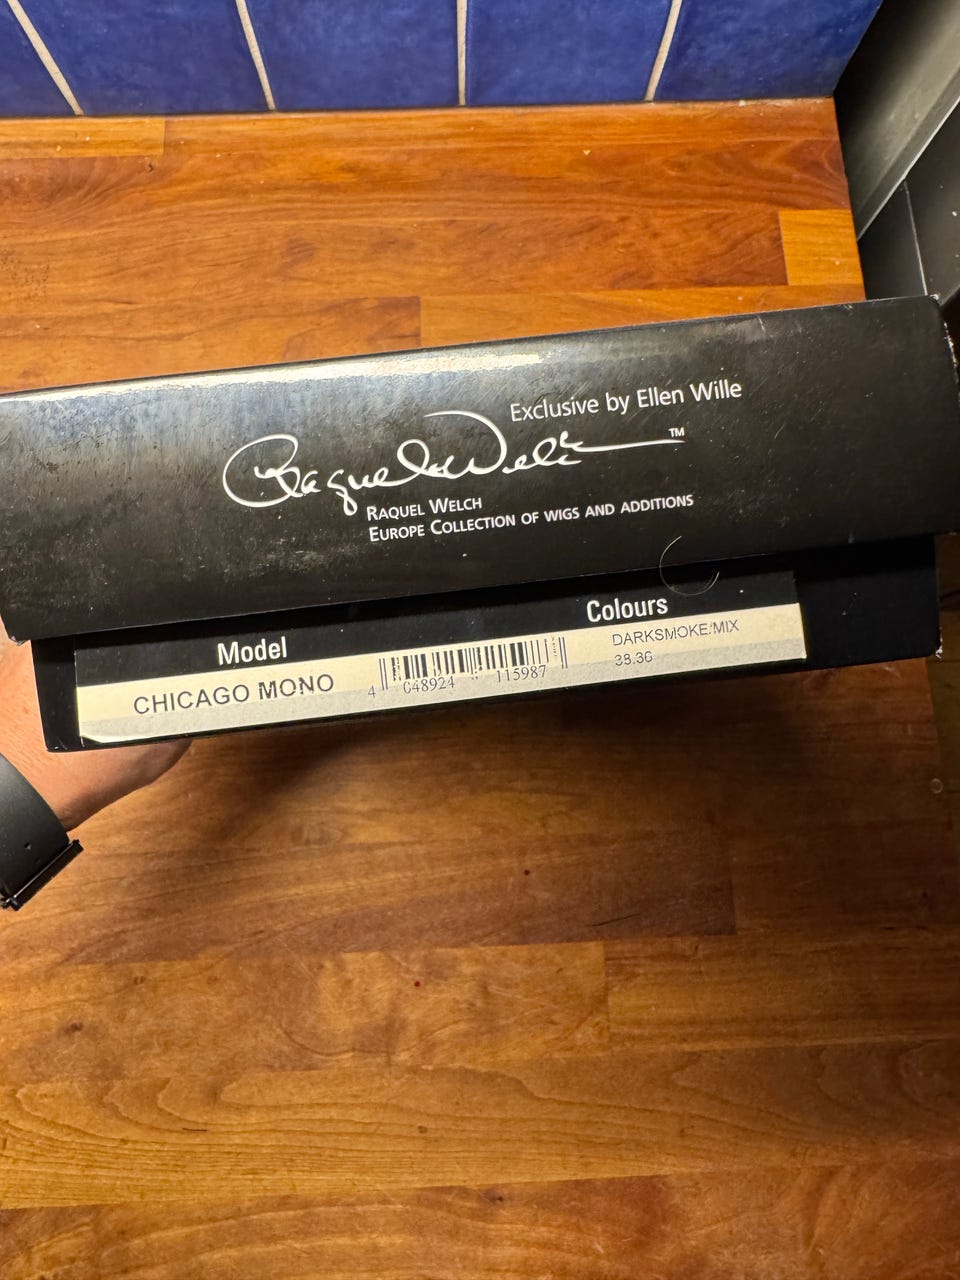 Exclusive by Ellen Wille
Raquel Welch™
RAQUEL WELCH
EUROPE COLLECTION OF WIGS AND ADDITIONS
Model
Colours
CHICAGO MONO
4 048924 115987
DARKSMOKE/MIX
38.36